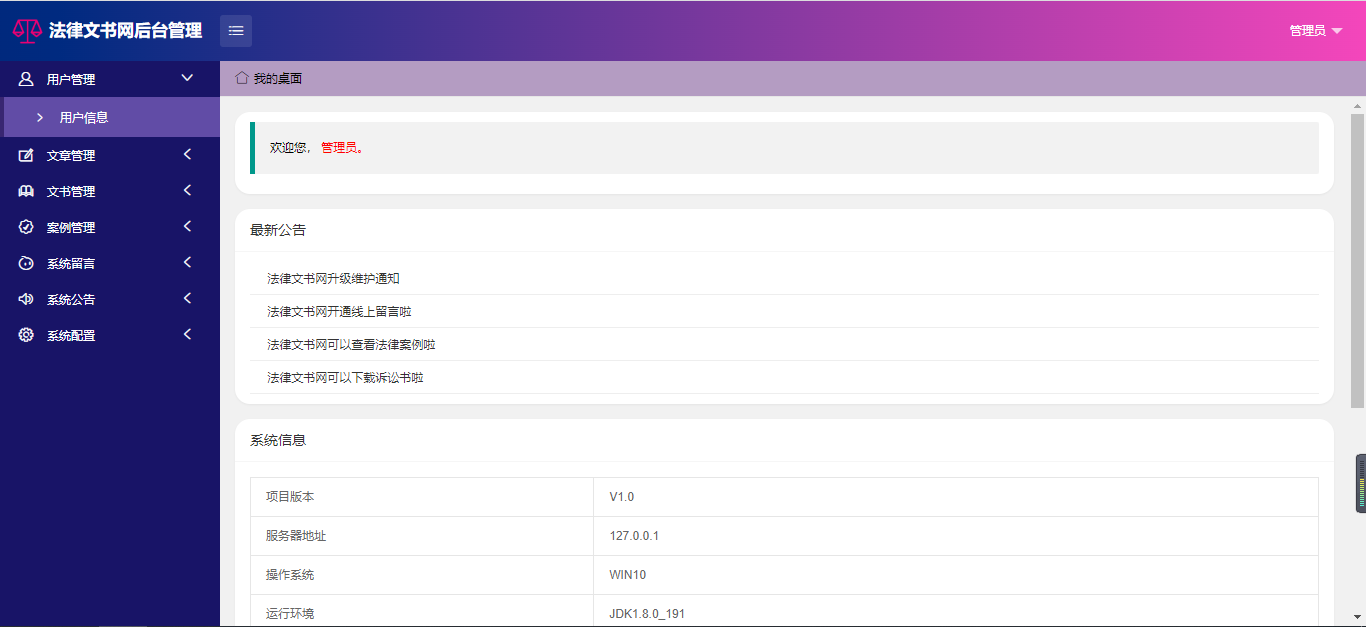 法律文书网后台管理
管理员
用户管理
用户信息
文章管理
文书管理
案例管理
系统留言
系统公告
系统配置
我的桌面
欢迎您， 管理员。
最新公告
法律文书网升级维护通知
法律文书网开通线上留言啦
法律文书网可以查看法律案例啦
法律文书网可以下载诉讼书啦
系统信息
项目版本 V1.0
服务器地址 127.0.0.1
操作系统 WIN10
运行环境 JDK1.8.0_191